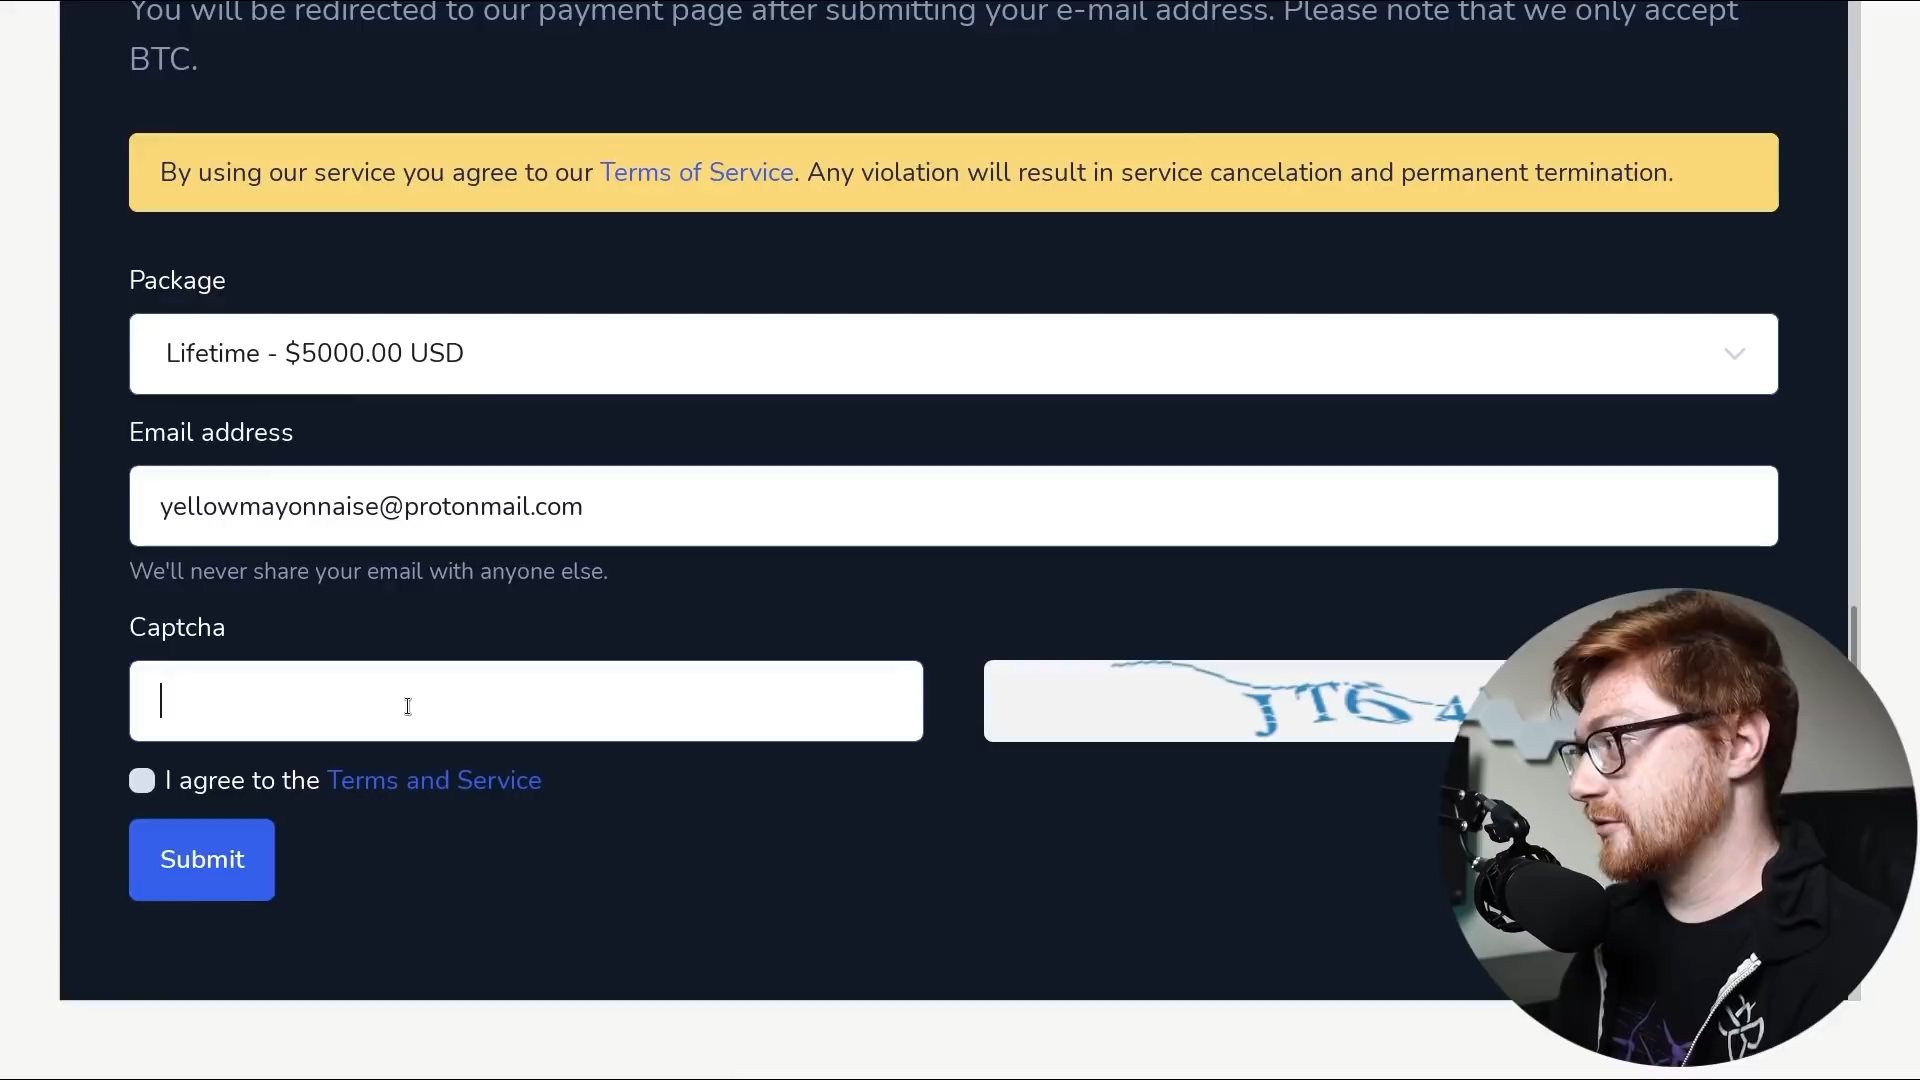 You will be redirected to our payment page after submitting your e-mail address. Please note that we only accept
BTC.
By using our service you agree to our Terms of Service. Any violation will result in service cancelation and permanent termination.
Package
Lifetime - $5000.00 USD
Email address
yellowmayonnaise@protonmail.com
We'll never share your email with anyone else.
Captcha
JT64
I agree to the Terms and Service
Submit